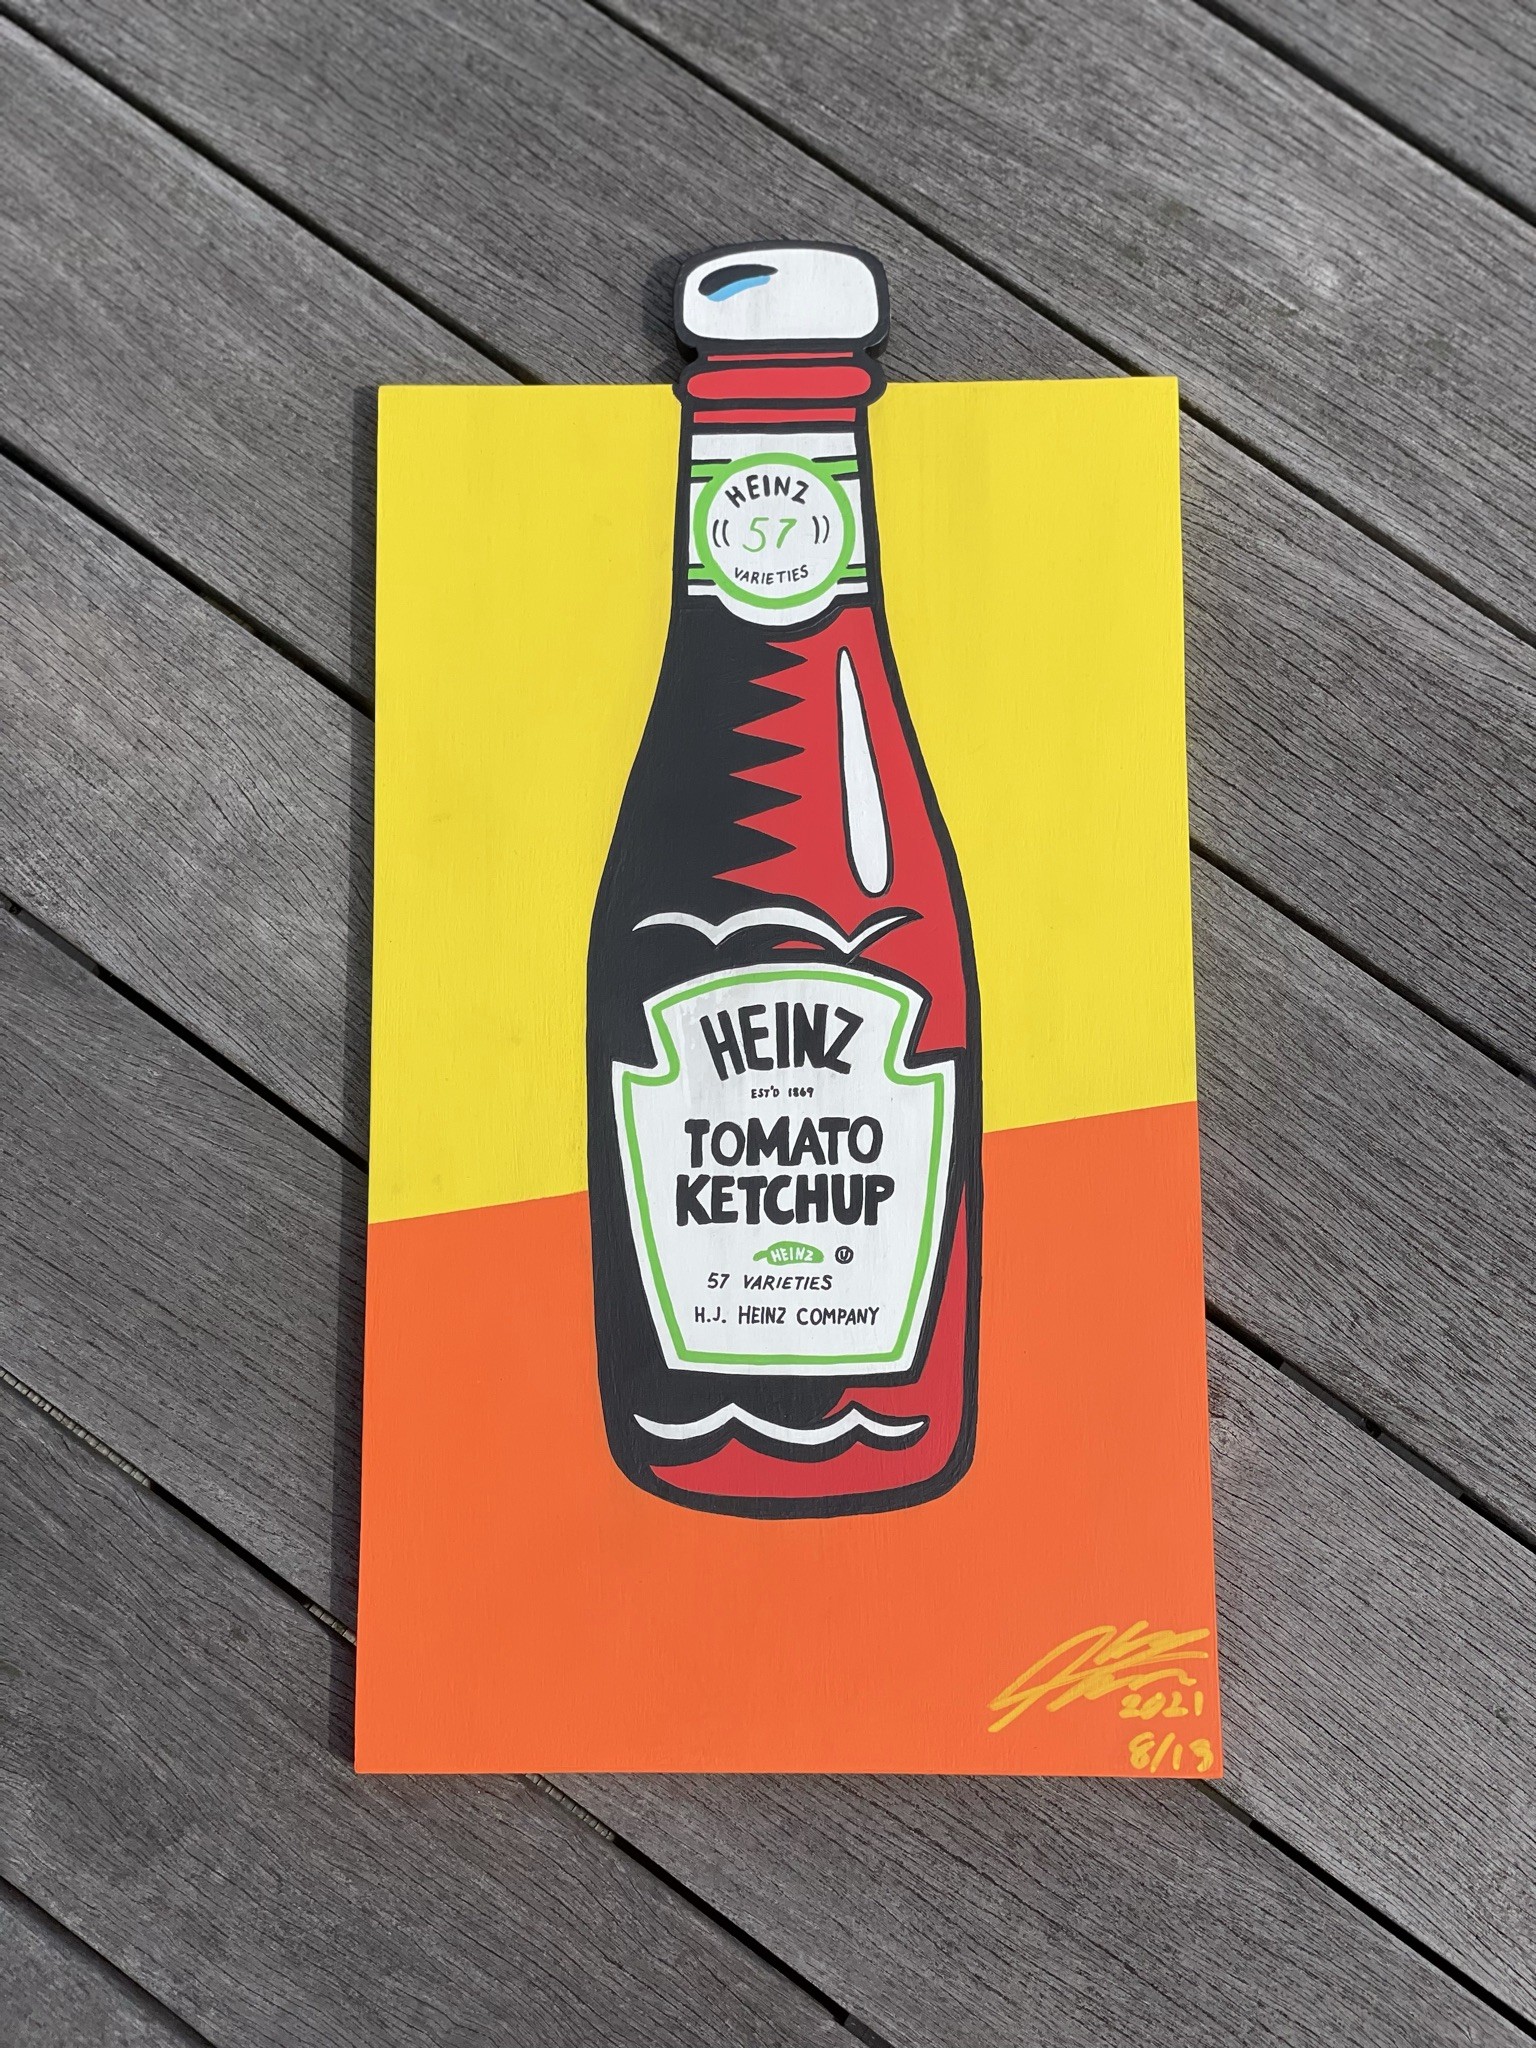 HEINZ
57
VARIETIES
HEINZ
EST'D 1869
TOMATO
KETCHUP
HEINZ U
57 VARIETIES
H.J. HEINZ COMPANY
2021
8/13